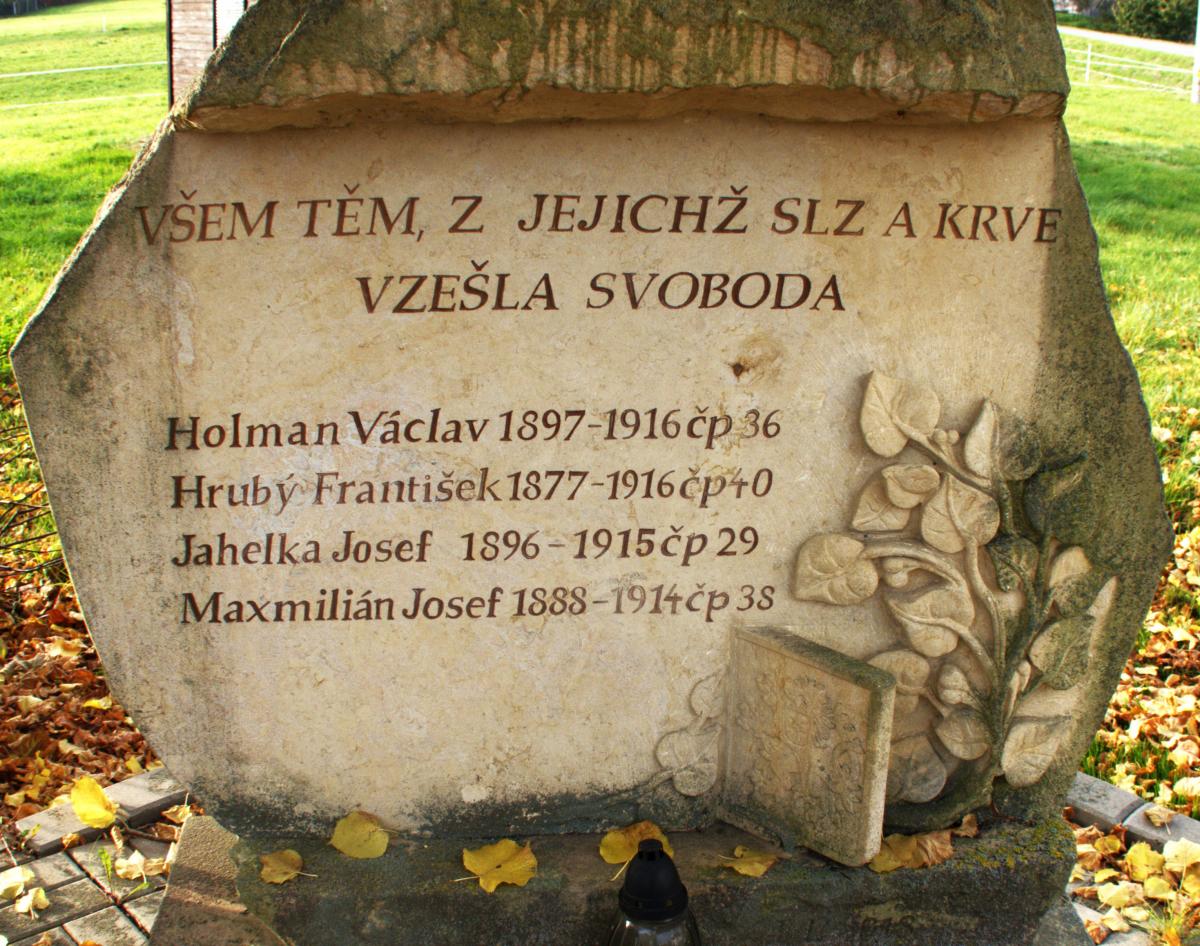 VŠEM TĚM, Z JEJICHŽ SLZ A KRVE
VZEŠLA SVOBODA
Holman Václav 1897-1916 čp 36
Hrubý František 1877-1916 čp 40
Jahelka Josef 1896-1915 čp 29
Maxmilián Josef 1888-1914 čp 38